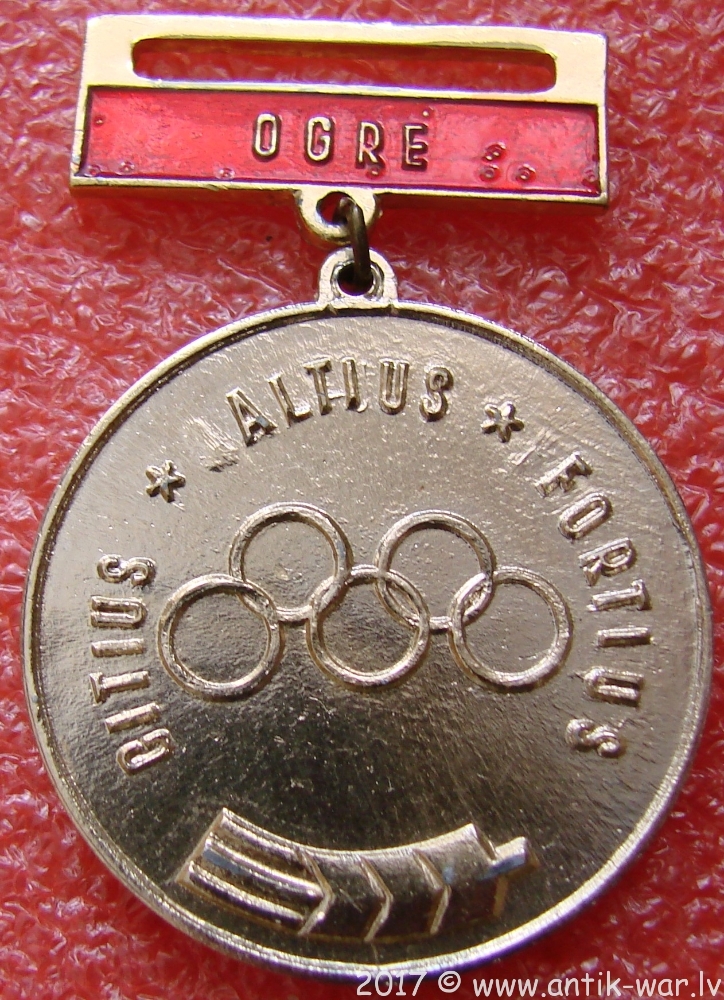 OGRE
CITIUS * ALTIUS * FORTIUS
2017 © www.antik-war.lv